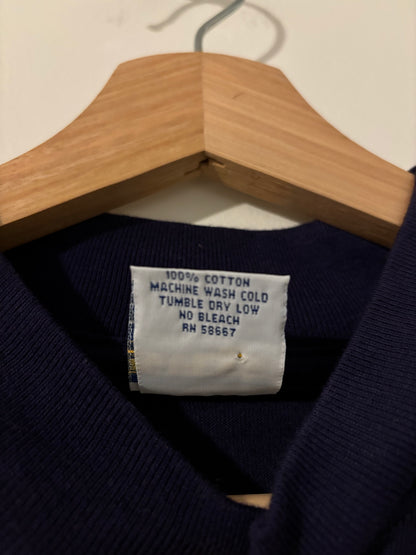 100% COTTON
MACHINE WASH COLD
TUMBLE DRY LOW
NO BLEACH
RN 58667